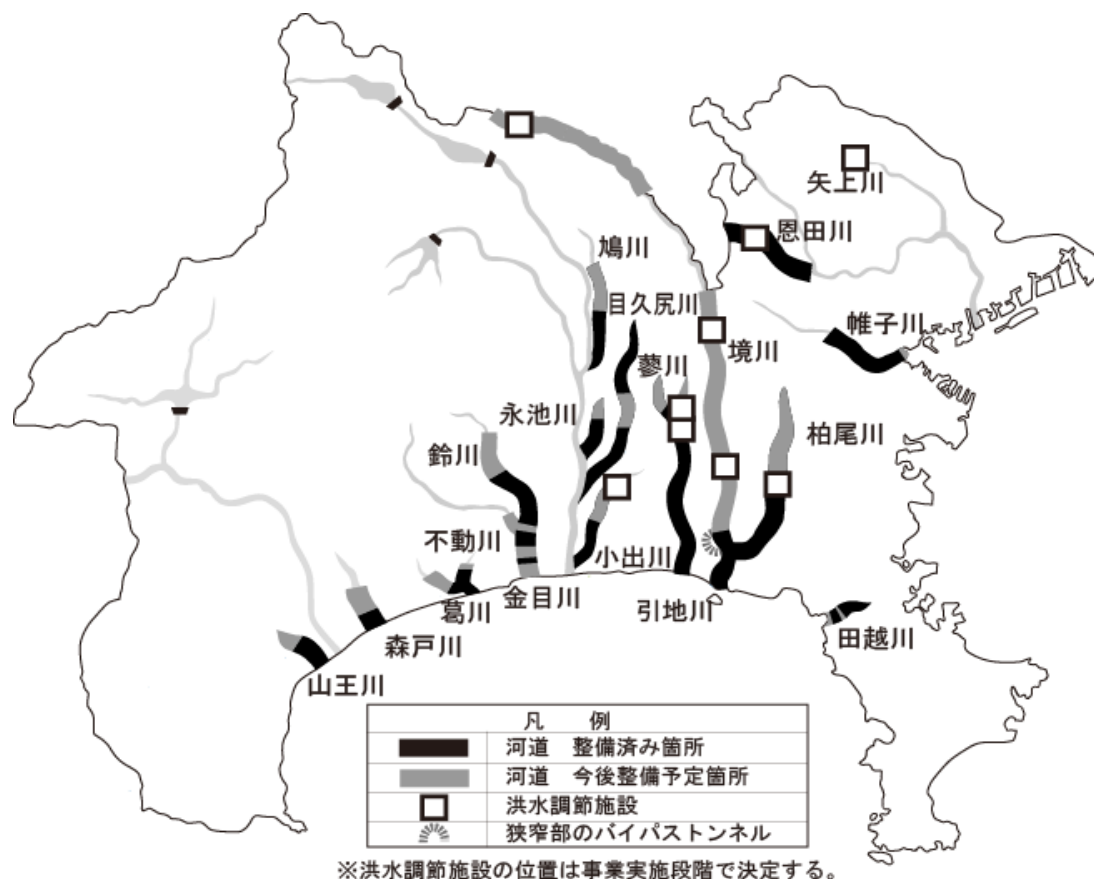 矢上川
恩田川
鳩川
目久尻川
帷子川
境川
蓼川
永池川
柏尾川
鈴川
不動川
小出川
葛川
金目川
引地川
田越川
森戸川
山王川
凡 例
河道 整備済み箇所
河道 今後整備予定箇所
洪水調節施設
狭窄部のバイパストンネル
※洪水調節施設の位置は事業実施段階で決定する。